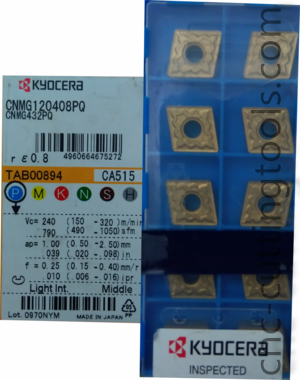 KYOCERA
CNMG120408PQ
CNMG432PQ
rε0.8
4960664675272
TAB00894 CA515
P M K N S H
Vc= 240 (150 - 320) m/min
790 (490 - 1050) sfm
ap= 1.00 (0.50 - 2.50) mm
.039 (.020 - .098) in
f = 0.25 (0.15 - 0.40) mm/r
.010 (.006 - .016) ipr
Light Int. Middle
Lot. 0970NYM MADE IN JAPAN PP
KYOCERA
INSPECTED
cnc-cuttingtools.com